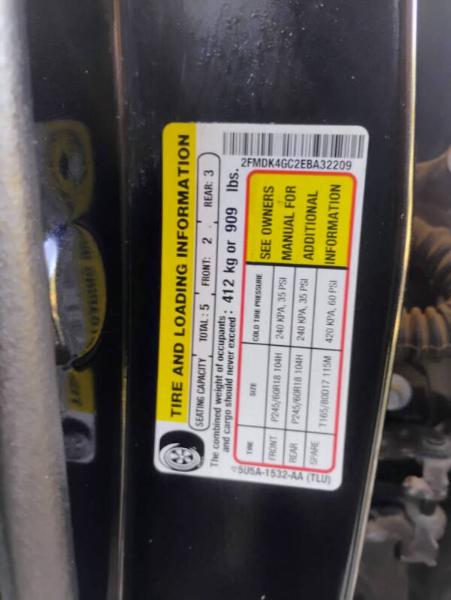 TIRE AND LOADING INFORMATION
SEATING CAPACITY TOTAL: 5 FRONT: 2 REAR: 3
The combined weight of occupants
and cargo should never exceed: 412 kg or 909 lbs.
TIRE SIZE COLD TIRE PRESSURE
FRONT P245/60R18 104H 240 KPA, 35 PSI
REAR P245/60R18 104H 240 KPA, 35 PSI
SPARE T165/80D17 115M 420 KPA, 60 PSI
SEE OWNERS
MANUAL FOR
ADDITIONAL
INFORMATION
5U5A-1532-AA (TLU)
2FMDK4GC2EBA32209